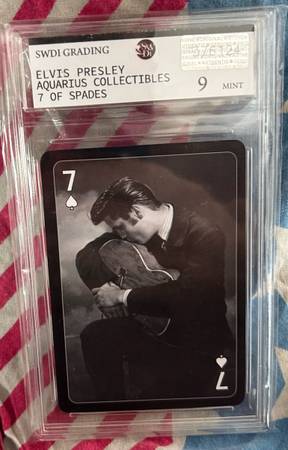 SWDI GRADING
ELVIS PRESLEY
AQUARIUS COLLECTIBLES
7 OF SPADES
9 MINT
7
7